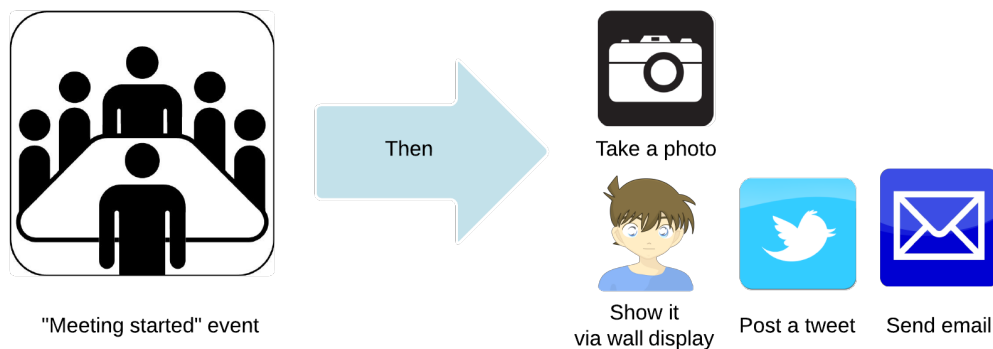 Then
Take a photo
"Meeting started" event
Show it
via wall display
Post a tweet
Send email